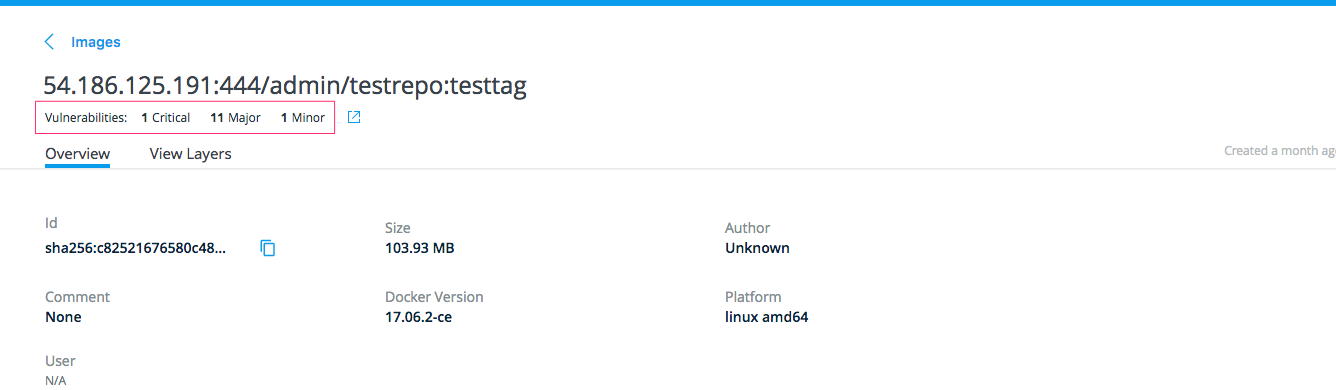 Images
54.186.125.191:444/admin/testrepo:testtag
Vulnerabilities: 1 Critical 11 Major 1 Minor
Overview View Layers
Created a month ago
Id
sha256:c82521676580c48...
Size
103.93 MB
Author
Unknown
Comment
None
Docker Version
17.06.2-ce
Platform
linux amd64
User
N/A